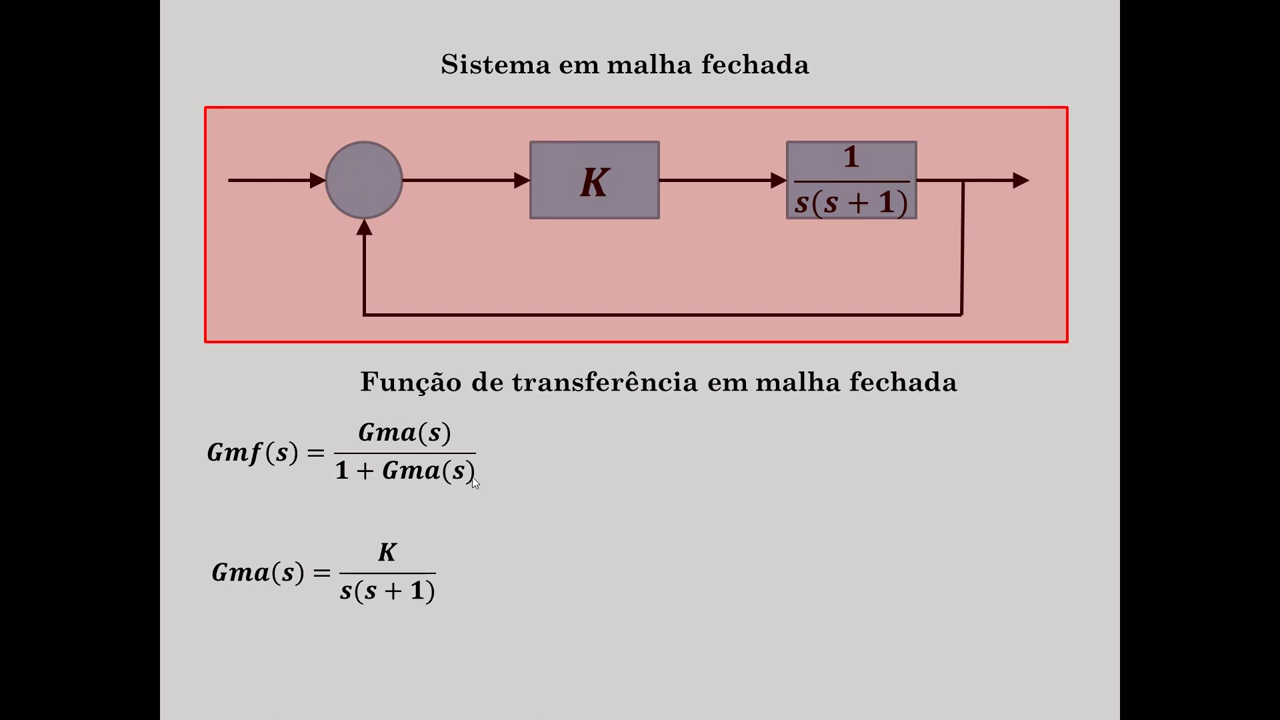 Sistema em malha fechada
K
1
s(s + 1)
Função de transferência em malha fechada
Gmf(s) = Gma(s) / 1 + Gma(s)
Gma(s) = K / s(s + 1)